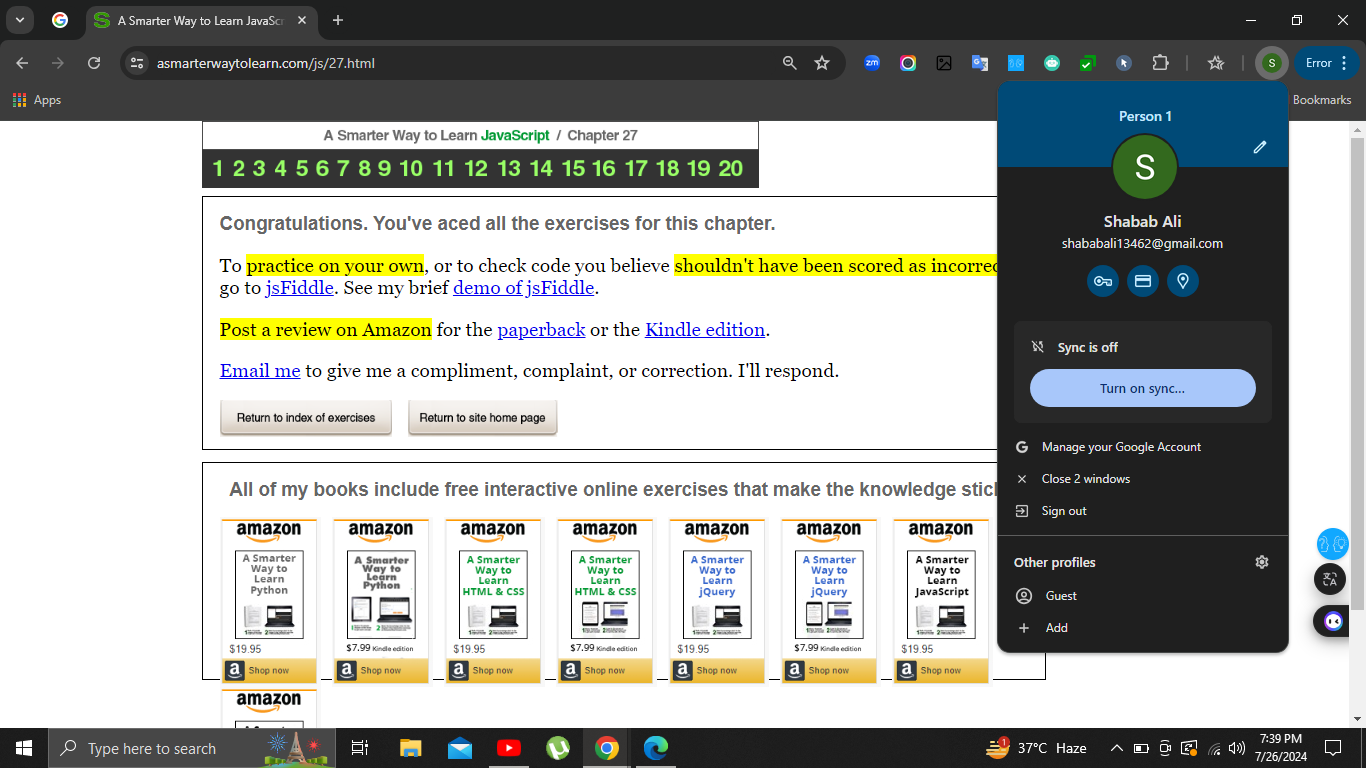 A Smarter Way to Learn JavaSc
asmarterwaytolearn.com/js/27.html
zm
S
Error
Apps
Bookmarks
A Smarter Way to Learn JavaScript / Chapter 27
1 2 3 4 5 6 7 8 9 10 11 12 13 14 15 16 17 18 19 20
Congratulations. You've aced all the exercises for this chapter.
To practice on your own, or to check code you believe shouldn't have been scored as incorrec
go to jsFiddle. See my brief demo of jsFiddle.
Post a review on Amazon for the paperback or the Kindle edition.
Email me to give me a compliment, complaint, or correction. I'll respond.
Return to index of exercises Return to site home page
All of my books include free interactive online exercises that make the knowledge stic
amazon amazon amazon amazon amazon amazon amazon
A Smarter A Smarter A Smarter A Smarter A Smarter A Smarter A Smarter
Way to Way to Way to Way to Way to Way to Way to
Learn Learn Learn Learn Learn Learn Learn
Python Python HTML & CSS HTML & CSS jQuery jQuery JavaScript
$19.95 $7.99 Kindle edition $19.95 $7.99 Kindle edition $19.95 $7.99 Kindle edition $19.95
a Shop now a Shop now a Shop now a Shop now a Shop now a Shop now a Shop now
amazon
Person 1
S
Shabab Ali
shababali13462@gmail.com
Sync is off
Turn on sync...
Manage your Google Account
Close 2 windows
Sign out
Other profiles
Guest
Add
Type here to search
1
37°C Haze
7:39 PM
7/26/2024